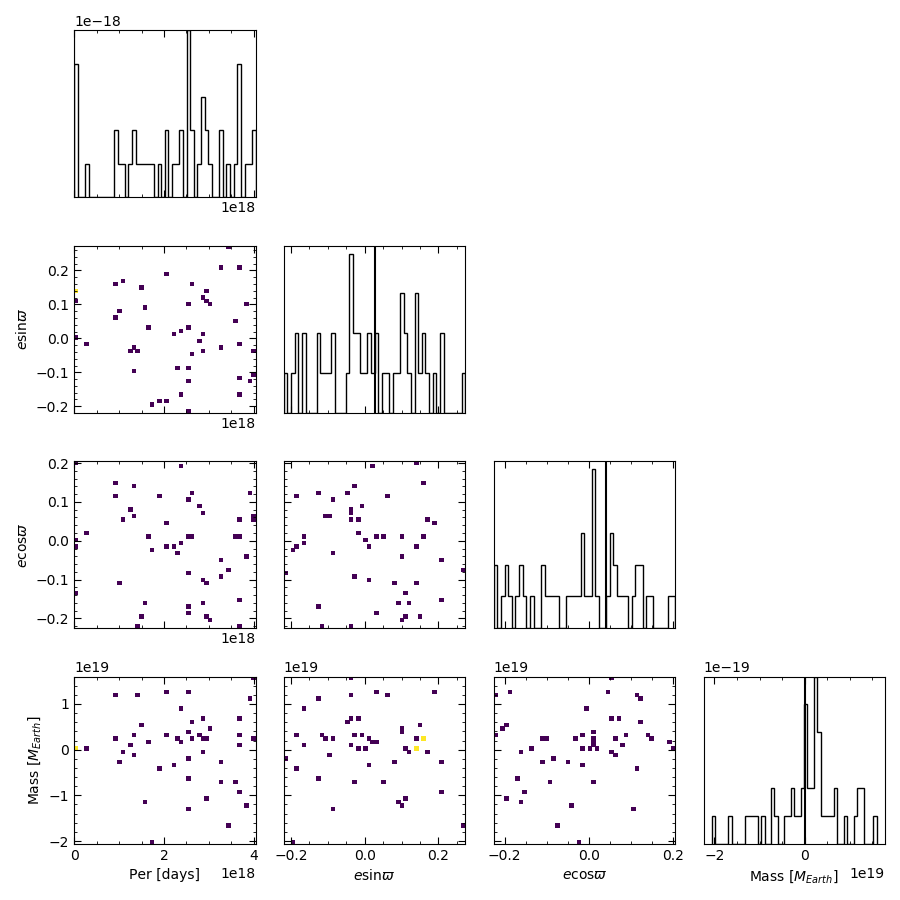 1e−18
1e18
0.2
0.1
0.0
−0.1
−0.2
esinϖ
1e18
0.2
0.1
0.0
−0.1
−0.2
ecosϖ
1e18
1e19 1e19 1e19 1e−19
1
0
−1
−2
Mass [M_Earth]
0 2 4 −0.2 0.0 0.2 −0.2 0.0 0.2 −2 0
Per [days] 1e18 esinϖ ecosϖ Mass [M_Earth] 1e19